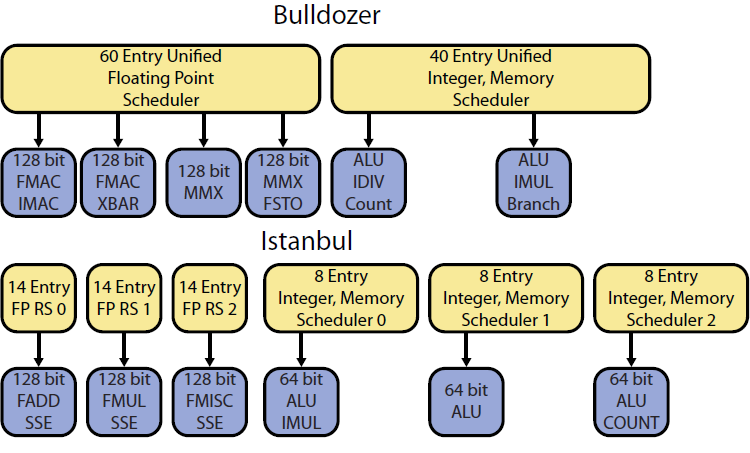 Bulldozer
60 Entry Unified
Floating Point
Scheduler
40 Entry Unified
Integer, Memory
Scheduler
128 bit
FMAC
IMAC
128 bit
FMAC
XBAR
128 bit
MMX
128 bit
MMX
FSTO
ALU
IDIV
Count
ALU
IMUL
Branch
Istanbul
14 Entry
FP RS 0
14 Entry
FP RS 1
14 Entry
FP RS 2
8 Entry
Integer, Memory
Scheduler 0
8 Entry
Integer, Memory
Scheduler 1
8 Entry
Integer, Memory
Scheduler 2
128 bit
FADD
SSE
128 bit
FMUL
SSE
128 bit
FMISC
SSE
64 bit
ALU
IMUL
64 bit
ALU
64 bit
ALU
COUNT